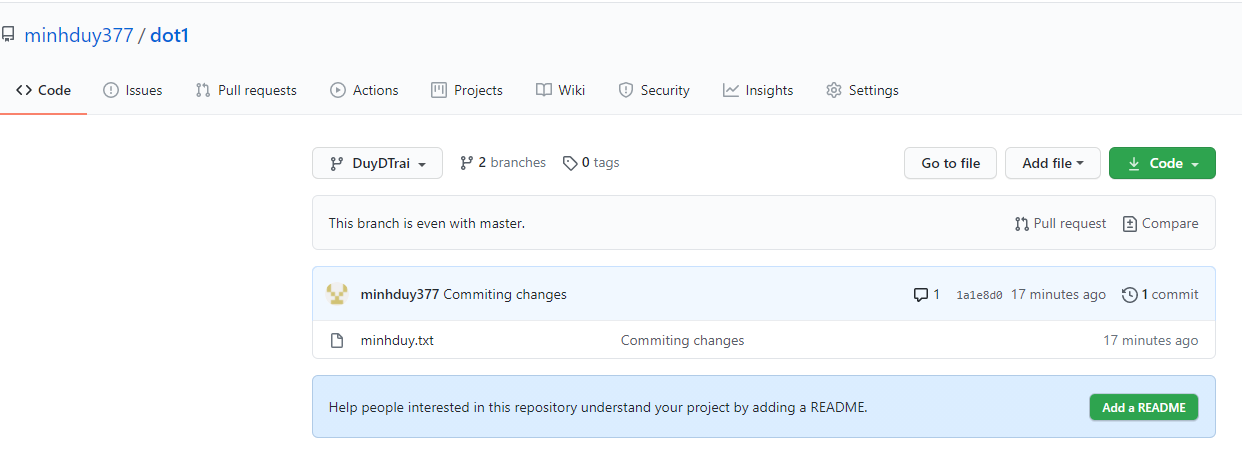 minhduy377 / dot1
Code Issues Pull requests Actions Projects Wiki Security Insights Settings
DuyDTrai 2 branches 0 tags Go to file Add file Code
This branch is even with master. Pull request Compare
minhduy377 Commiting changes 1 1a1e8d0 17 minutes ago 1 commit
minhduy.txt Commiting changes 17 minutes ago
Help people interested in this repository understand your project by adding a README. Add a README